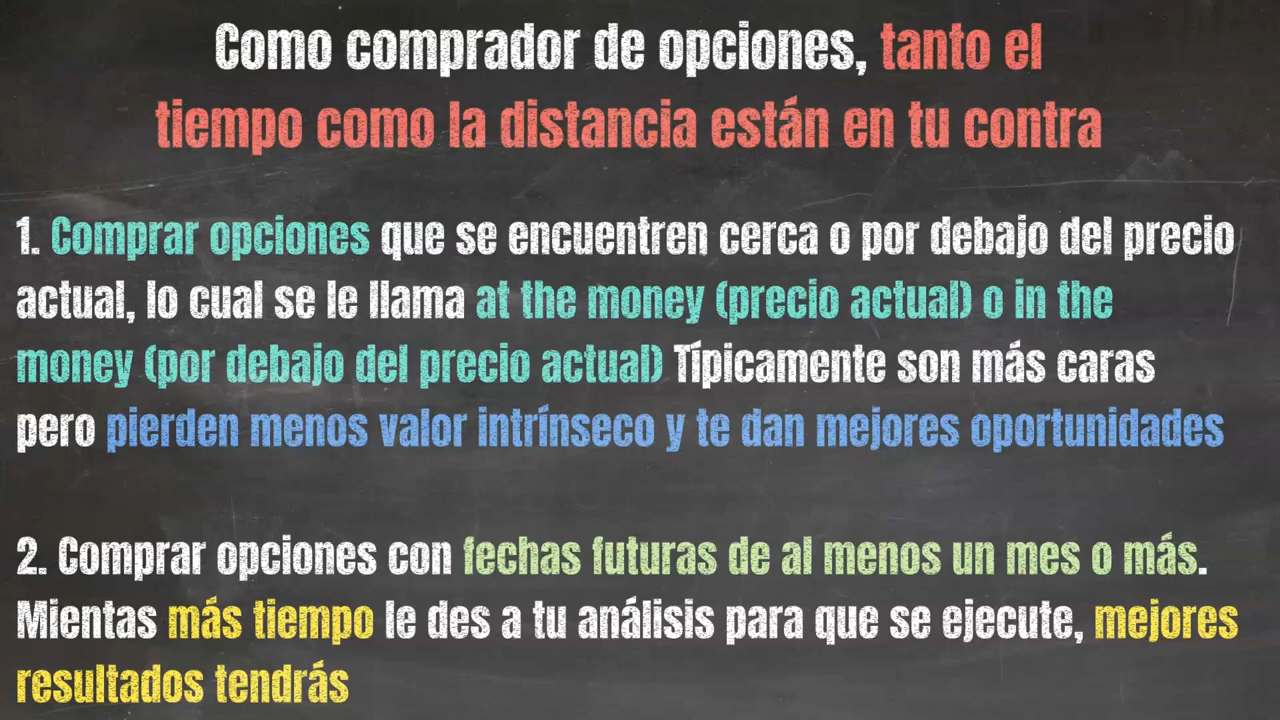 Como comprador de opciones, tanto el
tiempo como la distancia están en tu contra
1. Comprar opciones que se encuentren cerca o por debajo del precio
actual, lo cual se le llama at the money (precio actual) o in the
money (por debajo del precio actual) Típicamente son más caras
pero pierden menos valor intrínseco y te dan mejores oportunidades
2. Comprar opciones con fechas futuras de al menos un mes o más.
Mientas más tiempo le des a tu análisis para que se ejecute, mejores
resultados tendrás